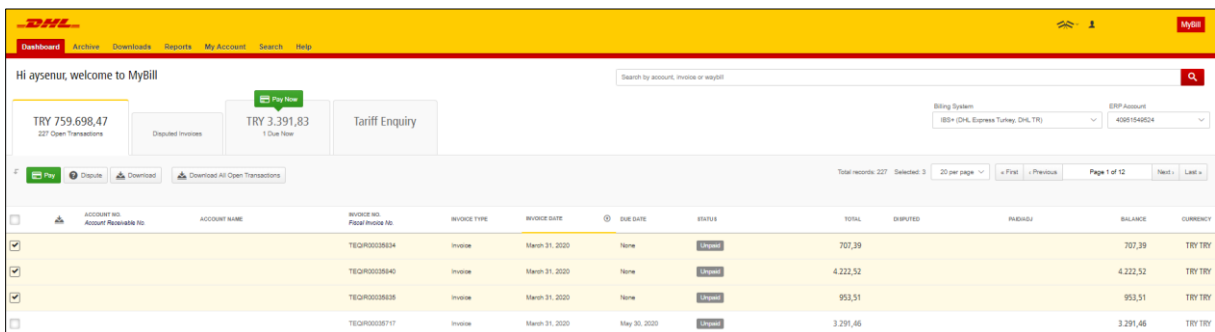 DHL
MyBill
Dashboard Archive Downloads Reports My Account Search Help
Hi aysenur, welcome to MyBill
Search by account, invoice or waybill
Pay Now
TRY 759.698,47
227 Open Transactions
Disputed Invoices
TRY 3.391,83
1 Due Now
Tariff Enquiry
Billing System
IBS+ (DHL Express Turkey, DHL TR)
ERP Account
40951549524
Pay Dispute Download Download All Open Transactions
Total records: 227 Selected: 3 20 per page « First ‹ Previous Page 1 of 12 Next › Last »
ACCOUNT NO. ACCOUNT NAME INVOICE NO. INVOICE TYPE INVOICE DATE DUE DATE STATUS TOTAL DISPUTED PAID/ADJ BALANCE CURRENCY
Account Receivable No. Fiscal Invoice No.
TEQIR00035834 Invoice March 31, 2020 None Unpaid 707,39 707,39 TRY TRY
TEQIR00035840 Invoice March 31, 2020 None Unpaid 4.222,52 4.222,52 TRY TRY
TEQIR00035835 Invoice March 31, 2020 None Unpaid 953,51 953,51 TRY TRY
TEQIR00035717 Invoice March 31, 2020 May 30, 2020 Unpaid 3.291,46 3.291,46 TRY TRY